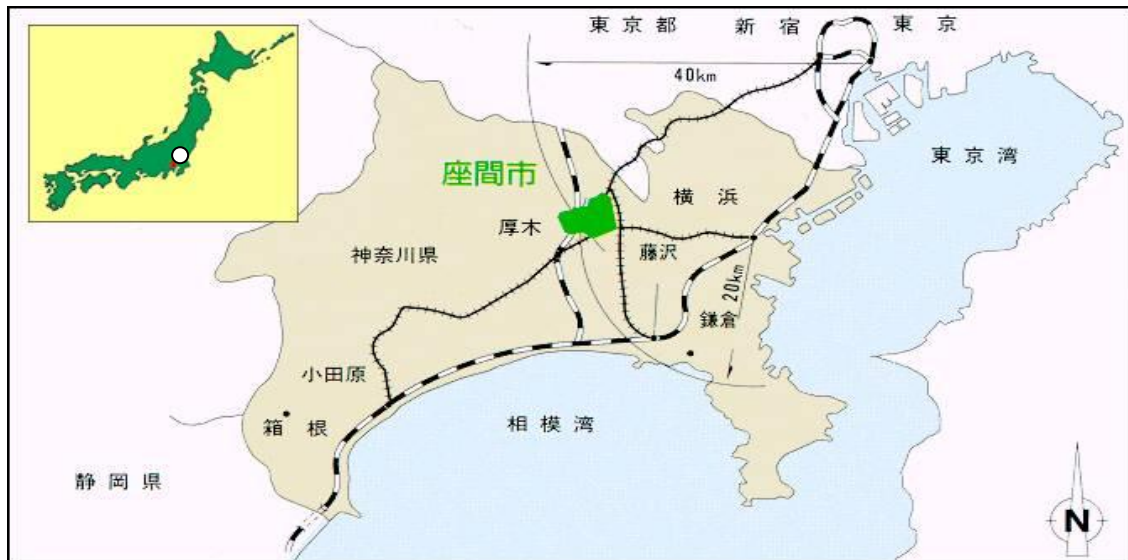 東京都
新宿
東京
40km
東京湾
座間市
横浜
厚木
神奈川県
藤沢
20km
鎌倉
小田原
箱根
相模湾
静岡県
N